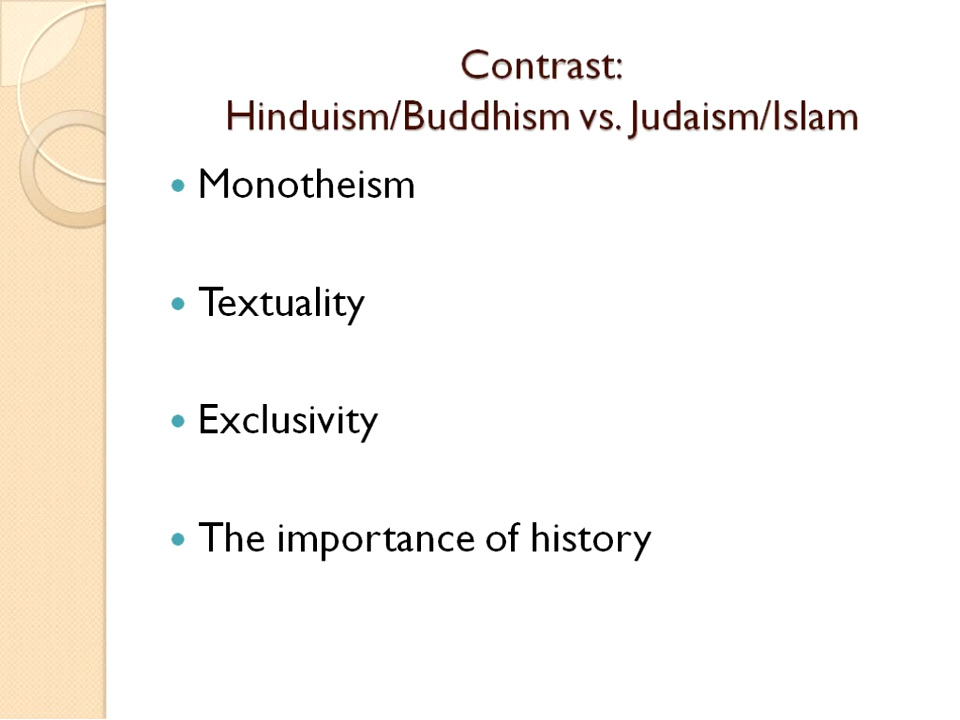 Contrast:
Hinduism/Buddhism vs. Judaism/Islam
• Monotheism
• Textuality
• Exclusivity
• The importance of history